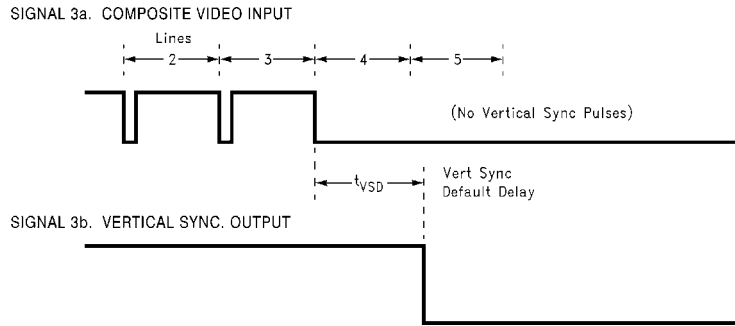 SIGNAL 3a. COMPOSITE VIDEO INPUT
Lines
2 3 4 5
(No Vertical Sync Pulses)
tVSD
Vert Sync
Default Delay
SIGNAL 3b. VERTICAL SYNC. OUTPUT